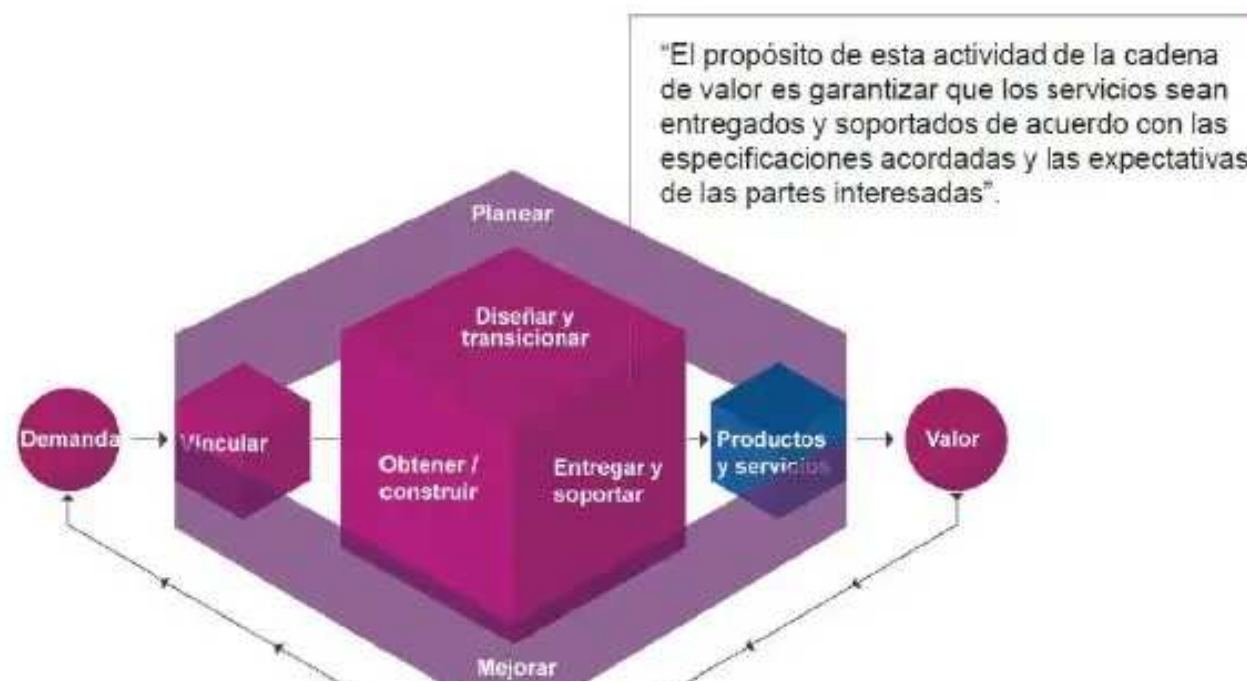 “El propósito de esta actividad de la cadena
de valor es garantizar que los servicios sean
entregados y soportados de acuerdo con las
especificaciones acordadas y las expectativas
de las partes interesadas”.
Planear
Diseñar y
transicionar
Demanda
Vincular
Obtener /
construir
Entregar y
soportar
Productos
y servicios
Valor
Mejorar